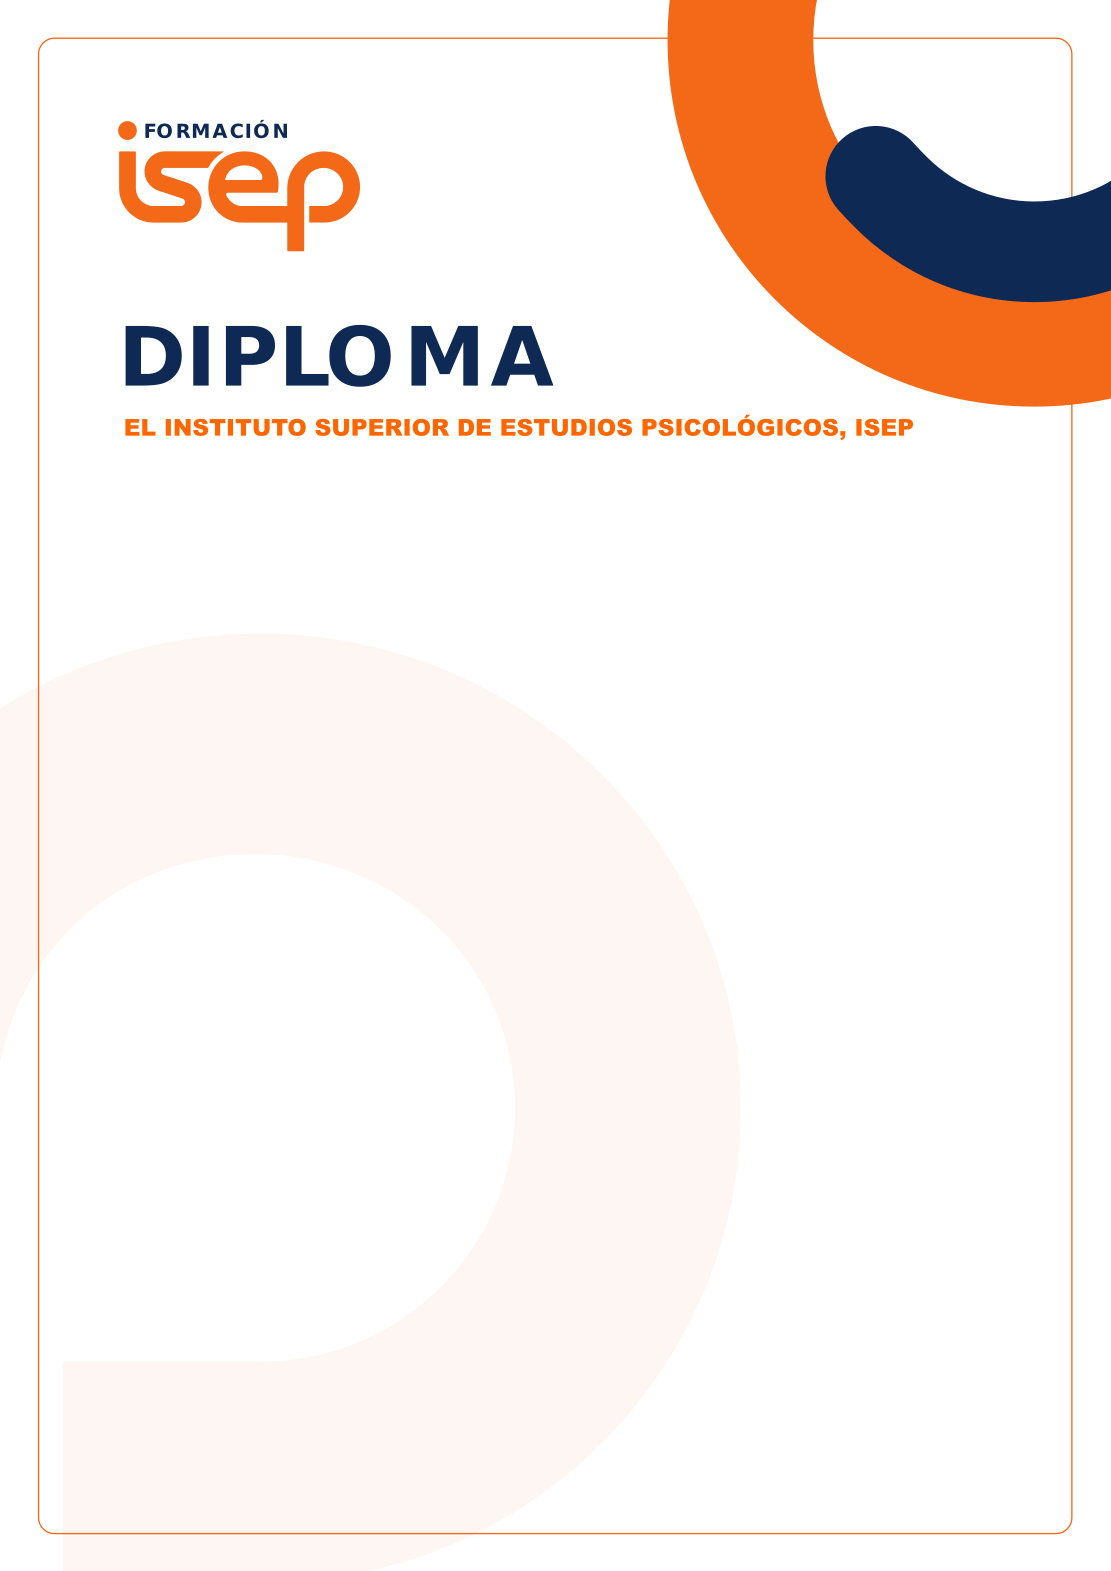 FORMACIÓN
isep
DIPLOMA
EL INSTITUTO SUPERIOR DE ESTUDIOS PSICOLÓGICOS, ISEP